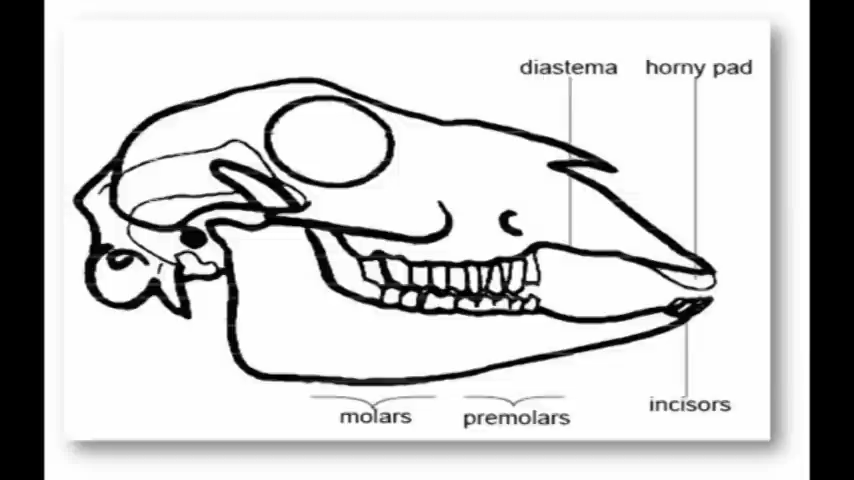 diastema
horny pad
molars
premolars
incisors